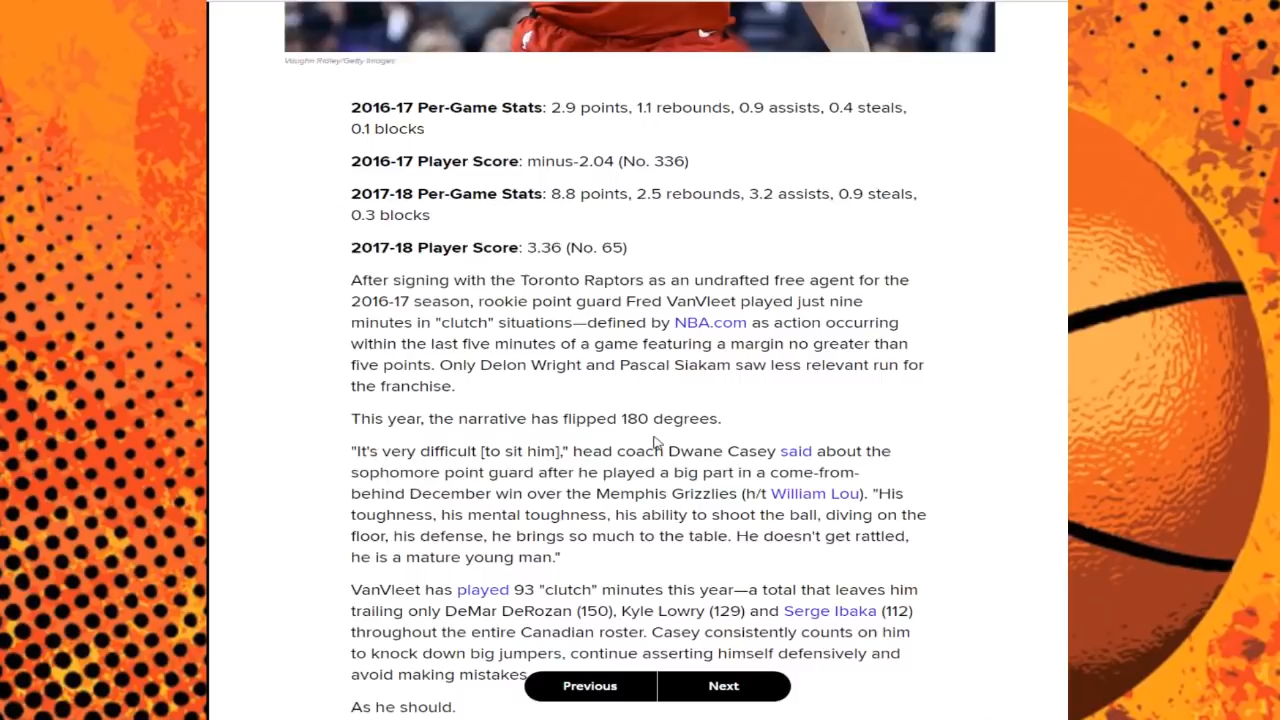 Vaughn Ridley/Getty Images
2016-17 Per-Game Stats: 2.9 points, 1.1 rebounds, 0.9 assists, 0.4 steals,
0.1 blocks
2016-17 Player Score: minus-2.04 (No. 336)
2017-18 Per-Game Stats: 8.8 points, 2.5 rebounds, 3.2 assists, 0.9 steals,
0.3 blocks
2017-18 Player Score: 3.36 (No. 65)
After signing with the Toronto Raptors as an undrafted free agent for the
2016-17 season, rookie point guard Fred VanVleet played just nine
minutes in "clutch" situations—defined by NBA.com as action occurring
within the last five minutes of a game featuring a margin no greater than
five points. Only Delon Wright and Pascal Siakam saw less relevant run for
the franchise.
This year, the narrative has flipped 180 degrees.
"It's very difficult [to sit him]," head coach Dwane Casey said about the
sophomore point guard after he played a big part in a come-from-
behind December win over the Memphis Grizzlies (h/t William Lou). "His
toughness, his mental toughness, his ability to shoot the ball, diving on the
floor, his defense, he brings so much to the table. He doesn't get rattled,
he is a mature young man."
VanVleet has played 93 "clutch" minutes this year—a total that leaves him
trailing only DeMar DeRozan (150), Kyle Lowry (129) and Serge Ibaka (112)
throughout the entire Canadian roster. Casey consistently counts on him
to knock down big jumpers, continue asserting himself defensively and
avoid making mistakes
Previous Next
As he should.